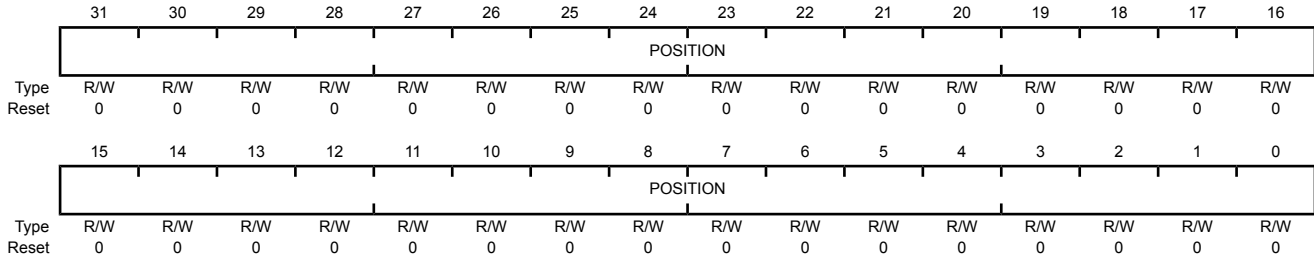 31 30 29 28 27 26 25 24 23 22 21 20 19 18 17 16
POSITION
Type R/W R/W R/W R/W R/W R/W R/W R/W R/W R/W R/W R/W R/W R/W R/W R/W
Reset 0 0 0 0 0 0 0 0 0 0 0 0 0 0 0 0
15 14 13 12 11 10 9 8 7 6 5 4 3 2 1 0
POSITION
Type R/W R/W R/W R/W R/W R/W R/W R/W R/W R/W R/W R/W R/W R/W R/W R/W
Reset 0 0 0 0 0 0 0 0 0 0 0 0 0 0 0 0